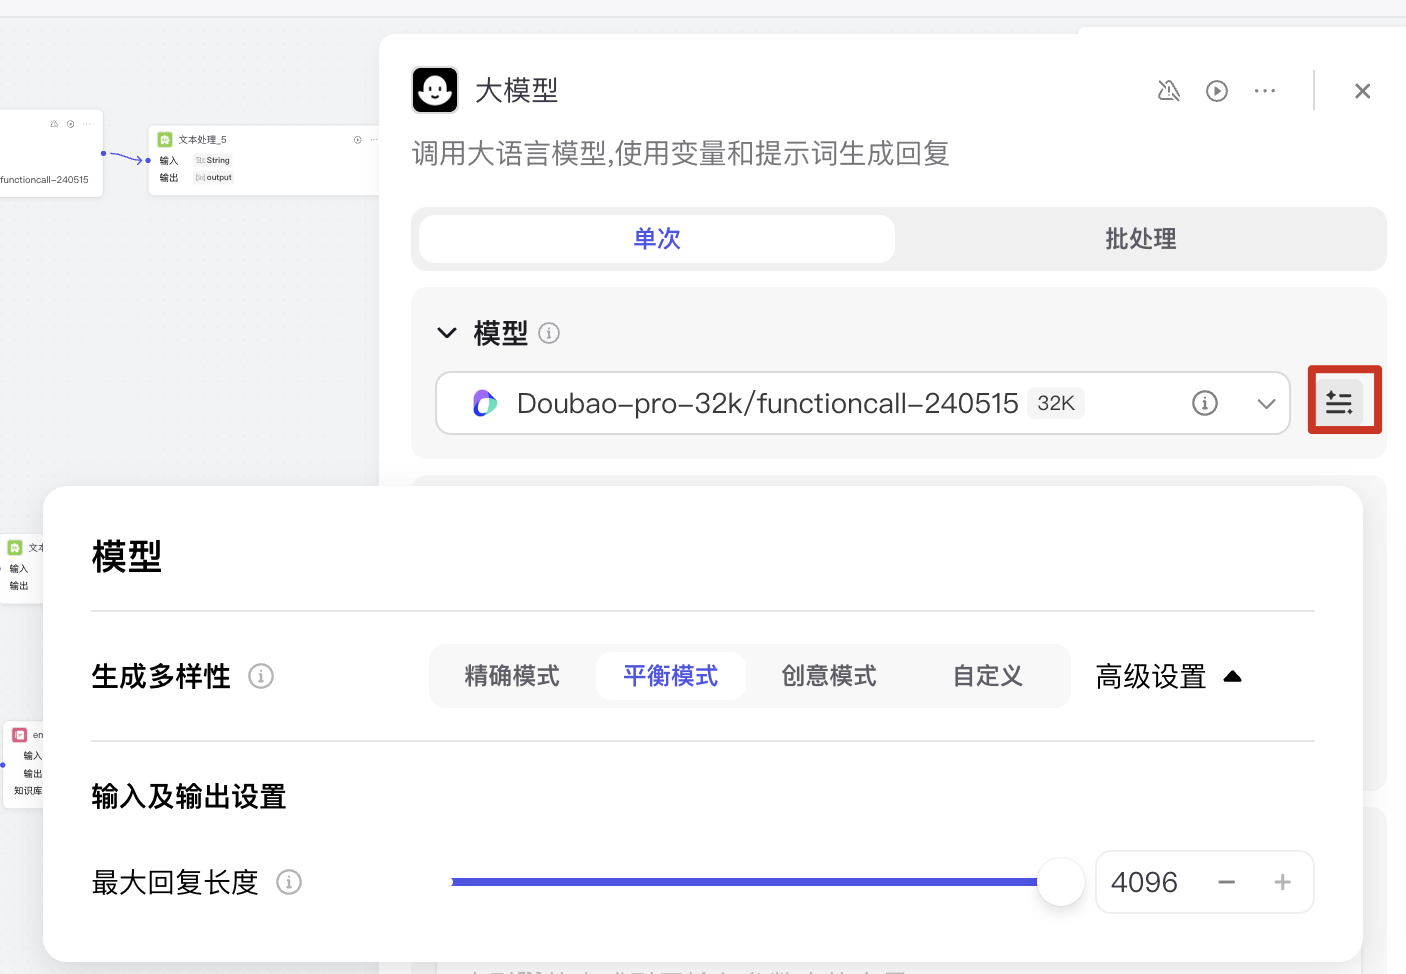 functioncall-240515
文本处理_5
输入 String
输出 output
大模型
调用大语言模型,使用变量和提示词生成回复
单次 批处理
模型
Doubao-pro-32k/functioncall-240515 32K
输入
输出
输入
输出
知识库
模型
生成多样性 精确模式 平衡模式 创意模式 自定义 高级设置
输入及输出设置
最大回复长度 4096